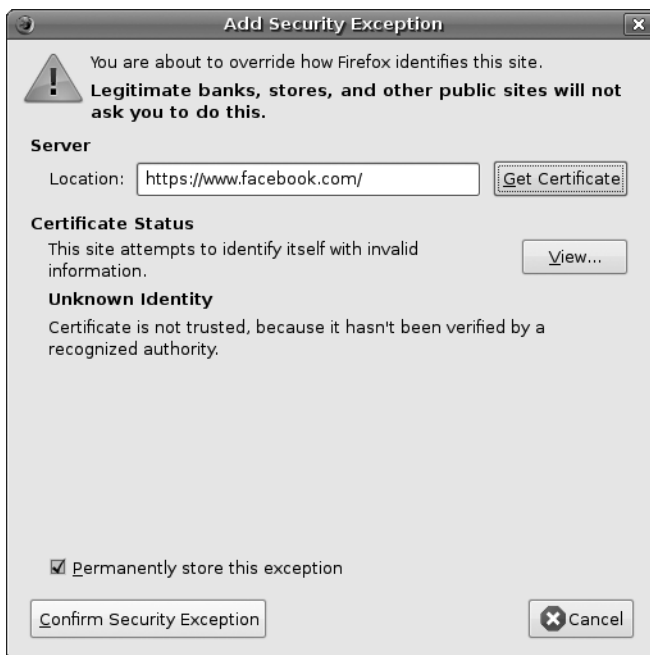 Add Security Exception
You are about to override how Firefox identifies this site.
Legitimate banks, stores, and other public sites will not
ask you to do this.
Server
Location: https://www.facebook.com/ Get Certificate
Certificate Status
This site attempts to identify itself with invalid
information.
View...
Unknown Identity
Certificate is not trusted, because it hasn't been verified by a
recognized authority.
Permanently store this exception
Confirm Security Exception Cancel